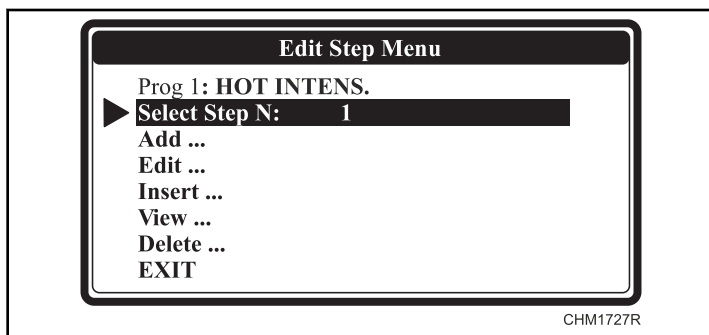 Edit Step Menu
Prog 1: HOT INTENS.
Select Step N: 1
Add ...
Edit ...
Insert ...
View ...
Delete ...
EXIT
CHM1727R